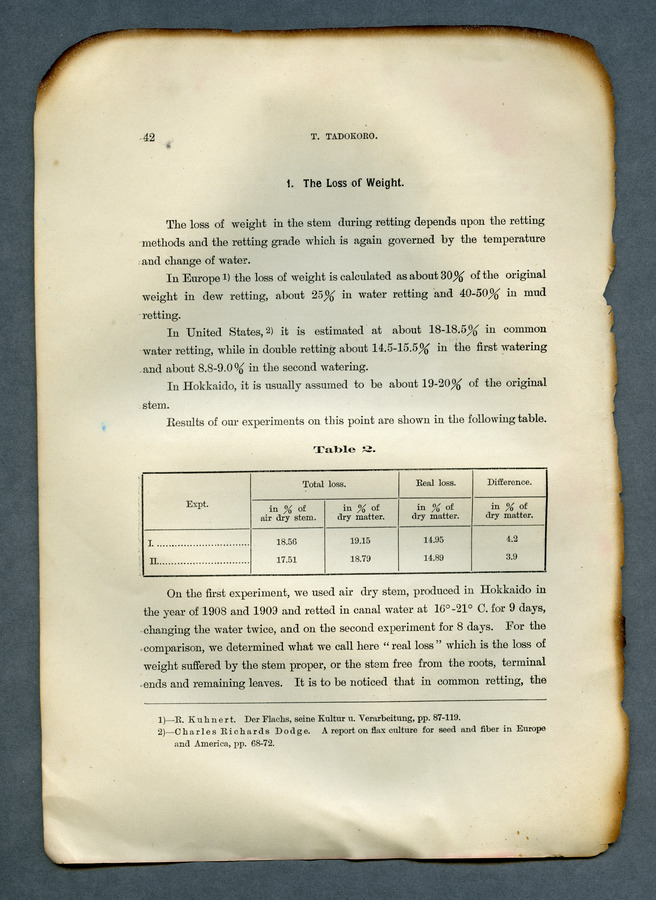 42
T. TADOKORO.
1. The Loss of Weight.
The loss of weight in the stem during retting depends upon the retting
methods and the retting grade which is again governed by the temperature
and change of water.
In Europe 1) the loss of weight is calculated as about 30% of the original
weight in dew retting, about 25% in water retting and 40-50% in mud
retting.
In United States, 2) it is estimated at about 18-18.5% in common
water retting, while in double retting about 14.5-15.5% in the first watering
and about 8.8-9.0% in the second watering.
In Hokkaido, it is usually assumed to be about 19-20% of the original
stem.
Results of our experiments on this point are shown in the following table.
Table 2.
Expt. Total loss. Real loss. Difference.
in % of air dry stem. in % of dry matter. in % of dry matter. in % of dry matter.
I. .............................. 18.56 19.15 14.95 4.2
II. .............................. 17.51 18.79 14.89 3.9
On the first experiment, we used air dry stem, produced in Hokkaido in
the year of 1908 and 1909 and retted in canal water at 16°-21° C. for 9 days,
changing the water twice, and on the second experiment for 8 days. For the
comparison, we determined what we call here "real loss" which is the loss of
weight suffered by the stem proper, or the stem free from the roots, terminal
ends and remaining leaves. It is to be noticed that in common retting, the
1)—R. Kuhnert. Der Flachs, seine Kultur u. Verarbeitung, pp. 87-119.
2)—Charles Richards Dodge. A report on flax culture for seed and fiber in Europe
and America, pp. 68-72.